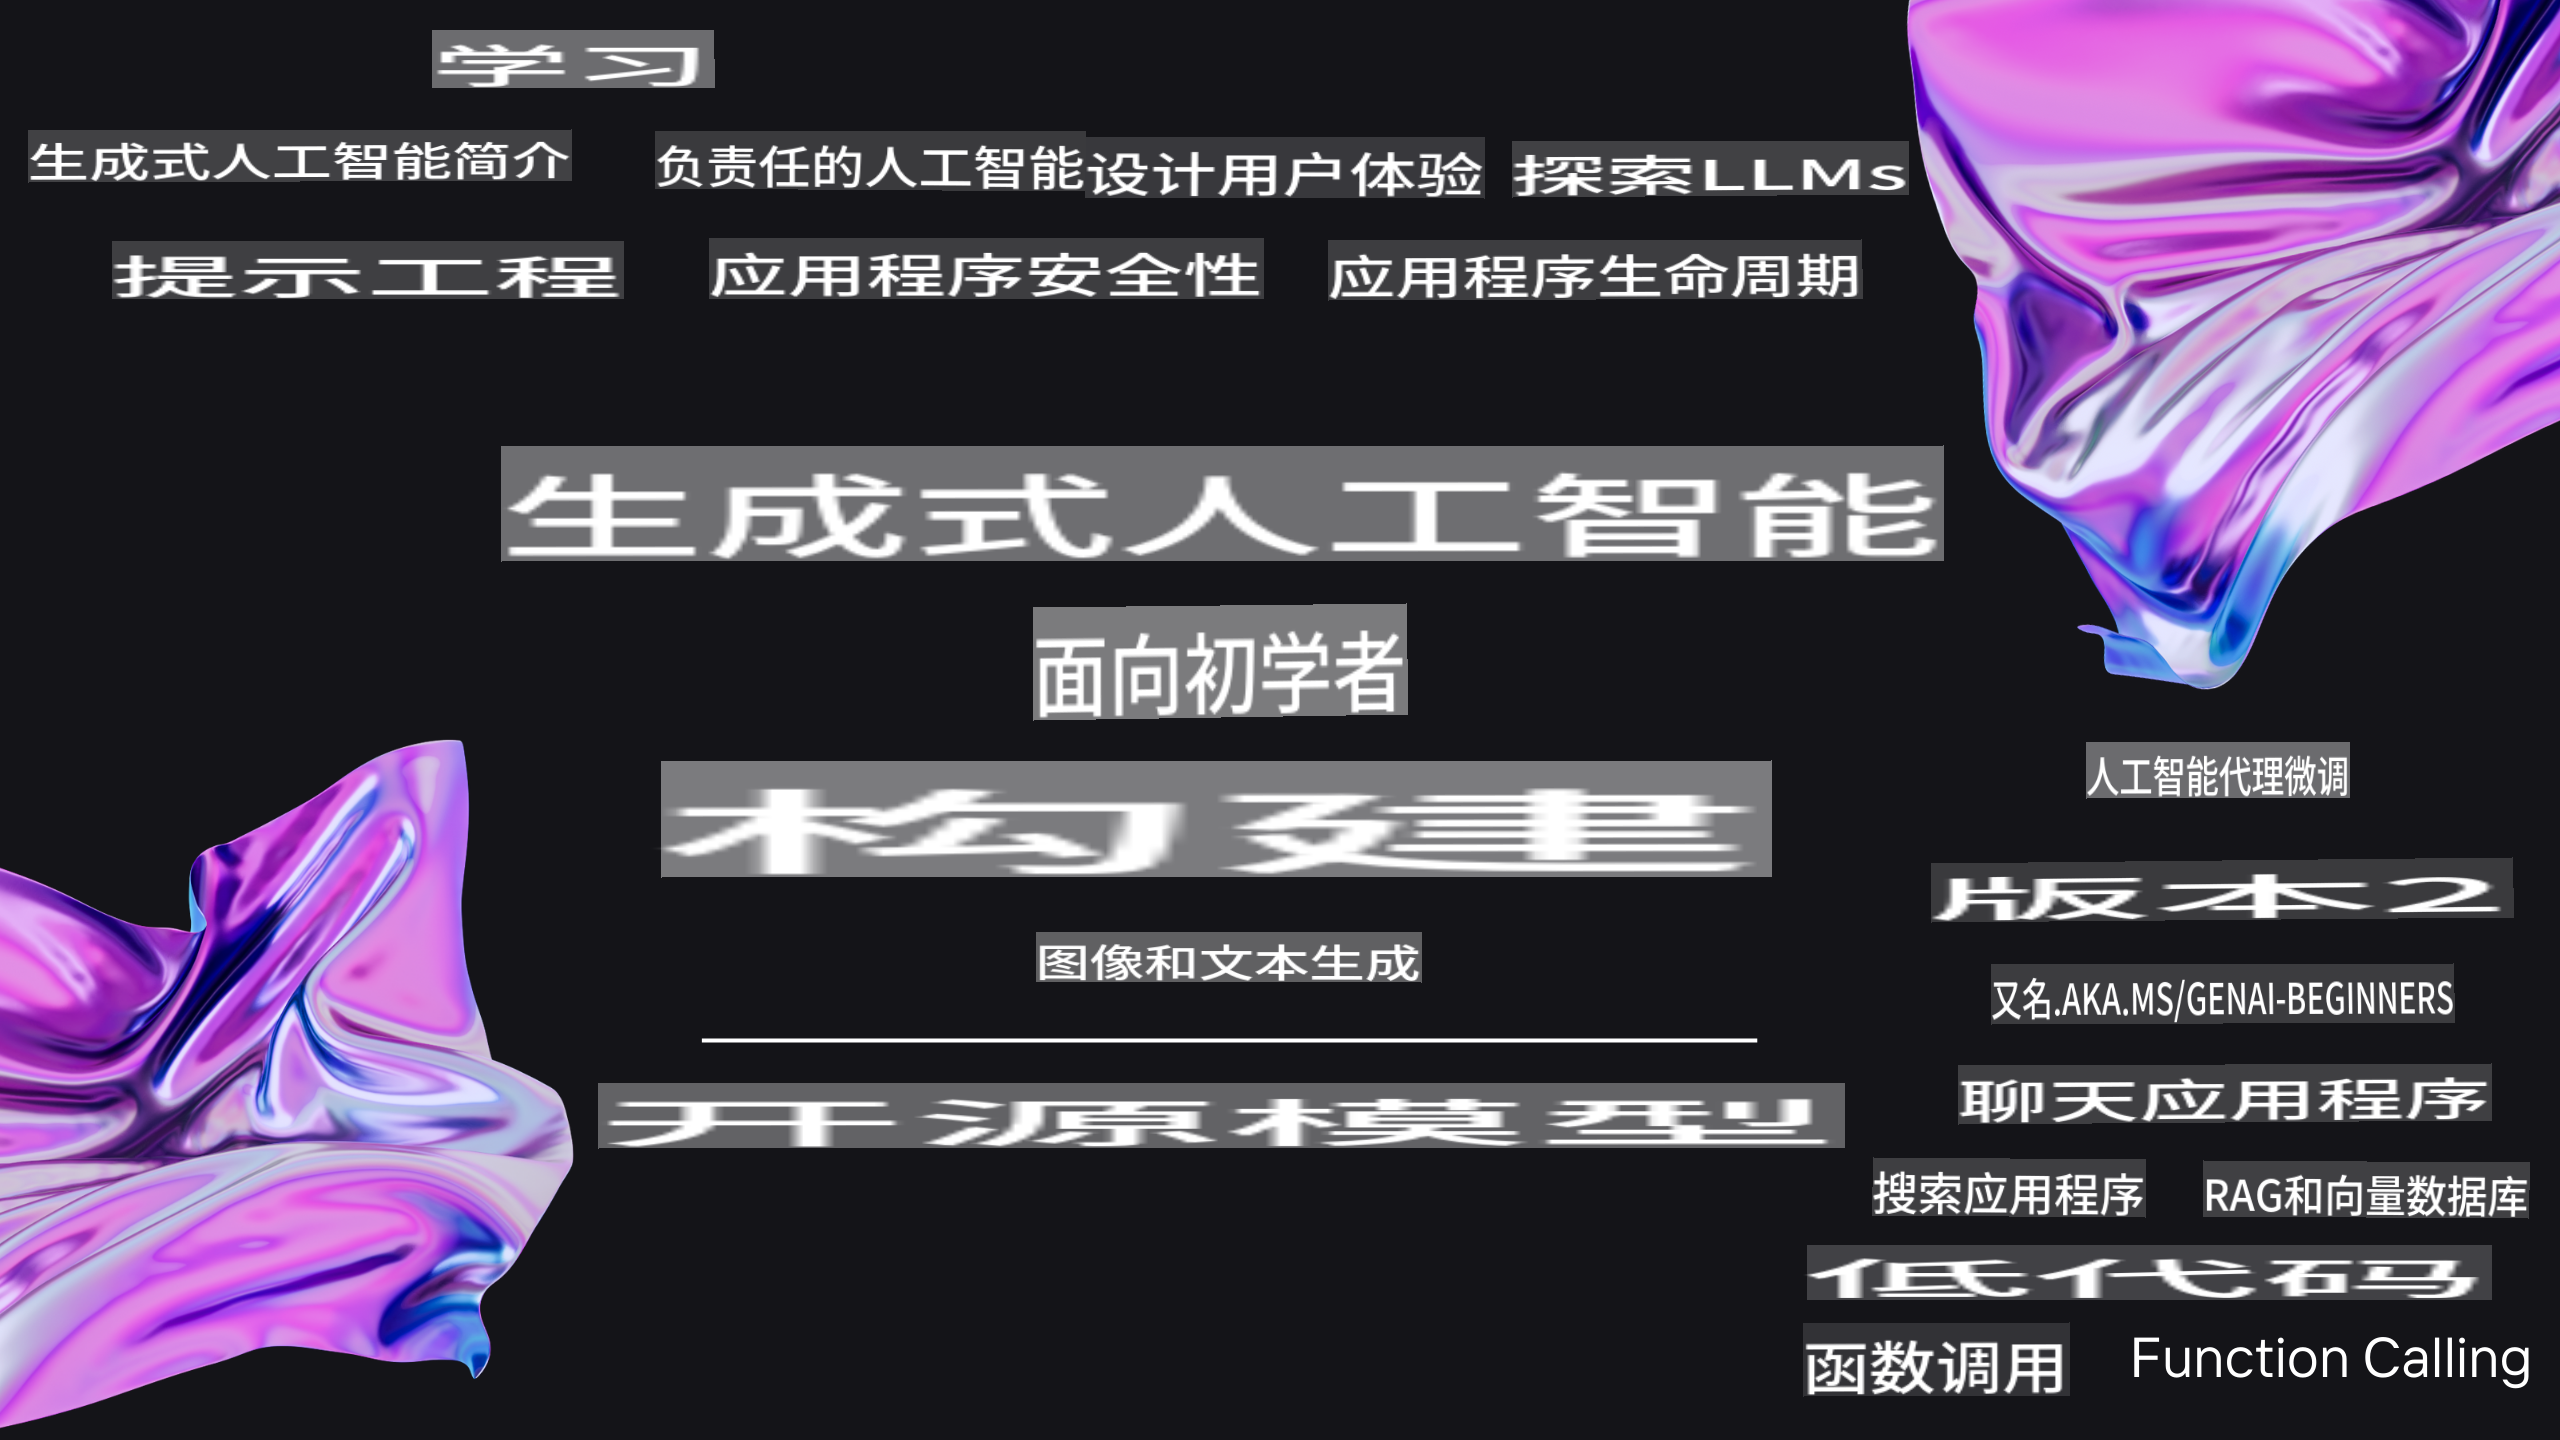 学习
生成式人工智能简介
负责任的人工智能
设计用户体验
探索LLMs
提示工程
应用程序安全性
应用程序生命周期
生成式人工智能
面向初学者
构建
图像和文本生成
开源模型
人工智能代理微调
版本2
又名.AKA.MS/GENAI-BEGINNERS
聊天应用程序
搜索应用程序
RAG和向量数据库
低代码
函数调用
Function Calling